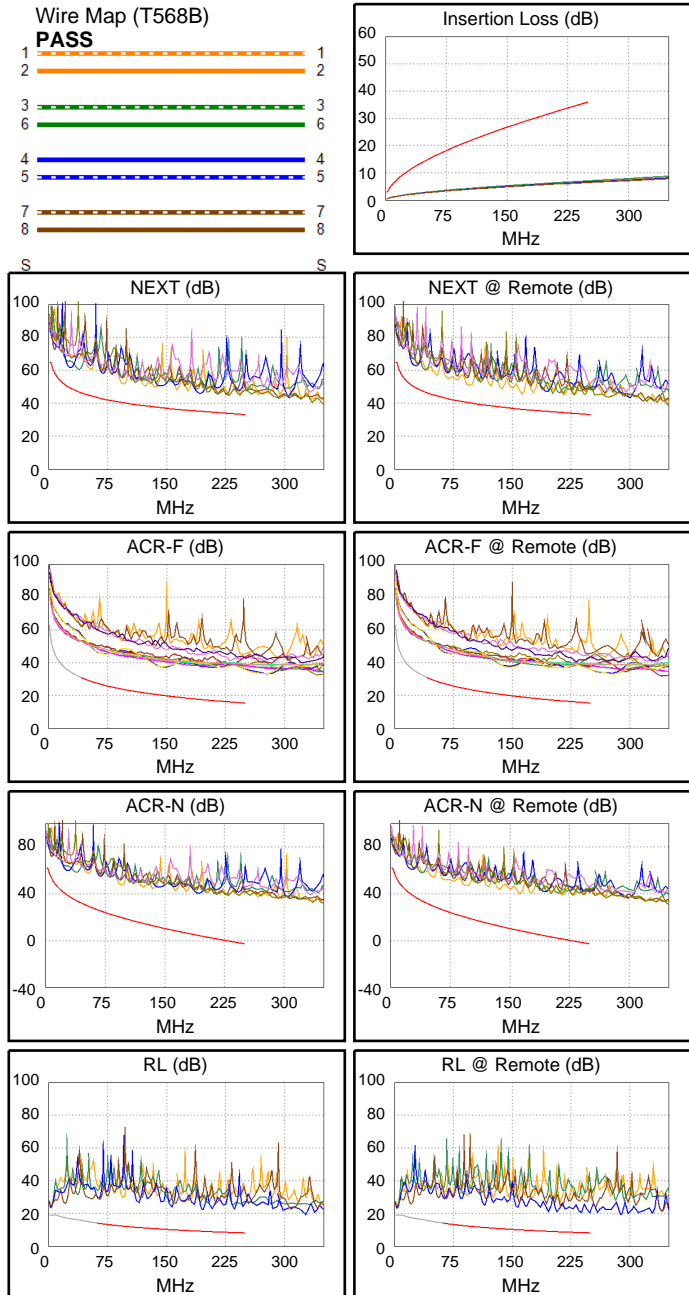 Wire Map (T568B)
PASS
1 1
2 2
3 3
6 6
4 4
5 5
7 7
8 8
S S
Insertion Loss (dB)
60
50
40
30
20
10
0
0 75 150 225 300
MHz
NEXT (dB)
100
80
60
40
20
0
0 75 150 225 300
MHz
NEXT @ Remote (dB)
100
80
60
40
20
0
0 75 150 225 300
MHz
ACR-F (dB)
100
80
60
40
20
0
0 75 150 225 300
MHz
ACR-F @ Remote (dB)
100
80
60
40
20
0
0 75 150 225 300
MHz
ACR-N (dB)
80
40
0
-40
0 75 150 225 300
MHz
ACR-N @ Remote (dB)
80
40
0
-40
0 75 150 225 300
MHz
RL (dB)
100
80
60
40
20
0
0 75 150 225 300
MHz
RL @ Remote (dB)
100
80
60
40
20
0
0 75 150 225 300
MHz